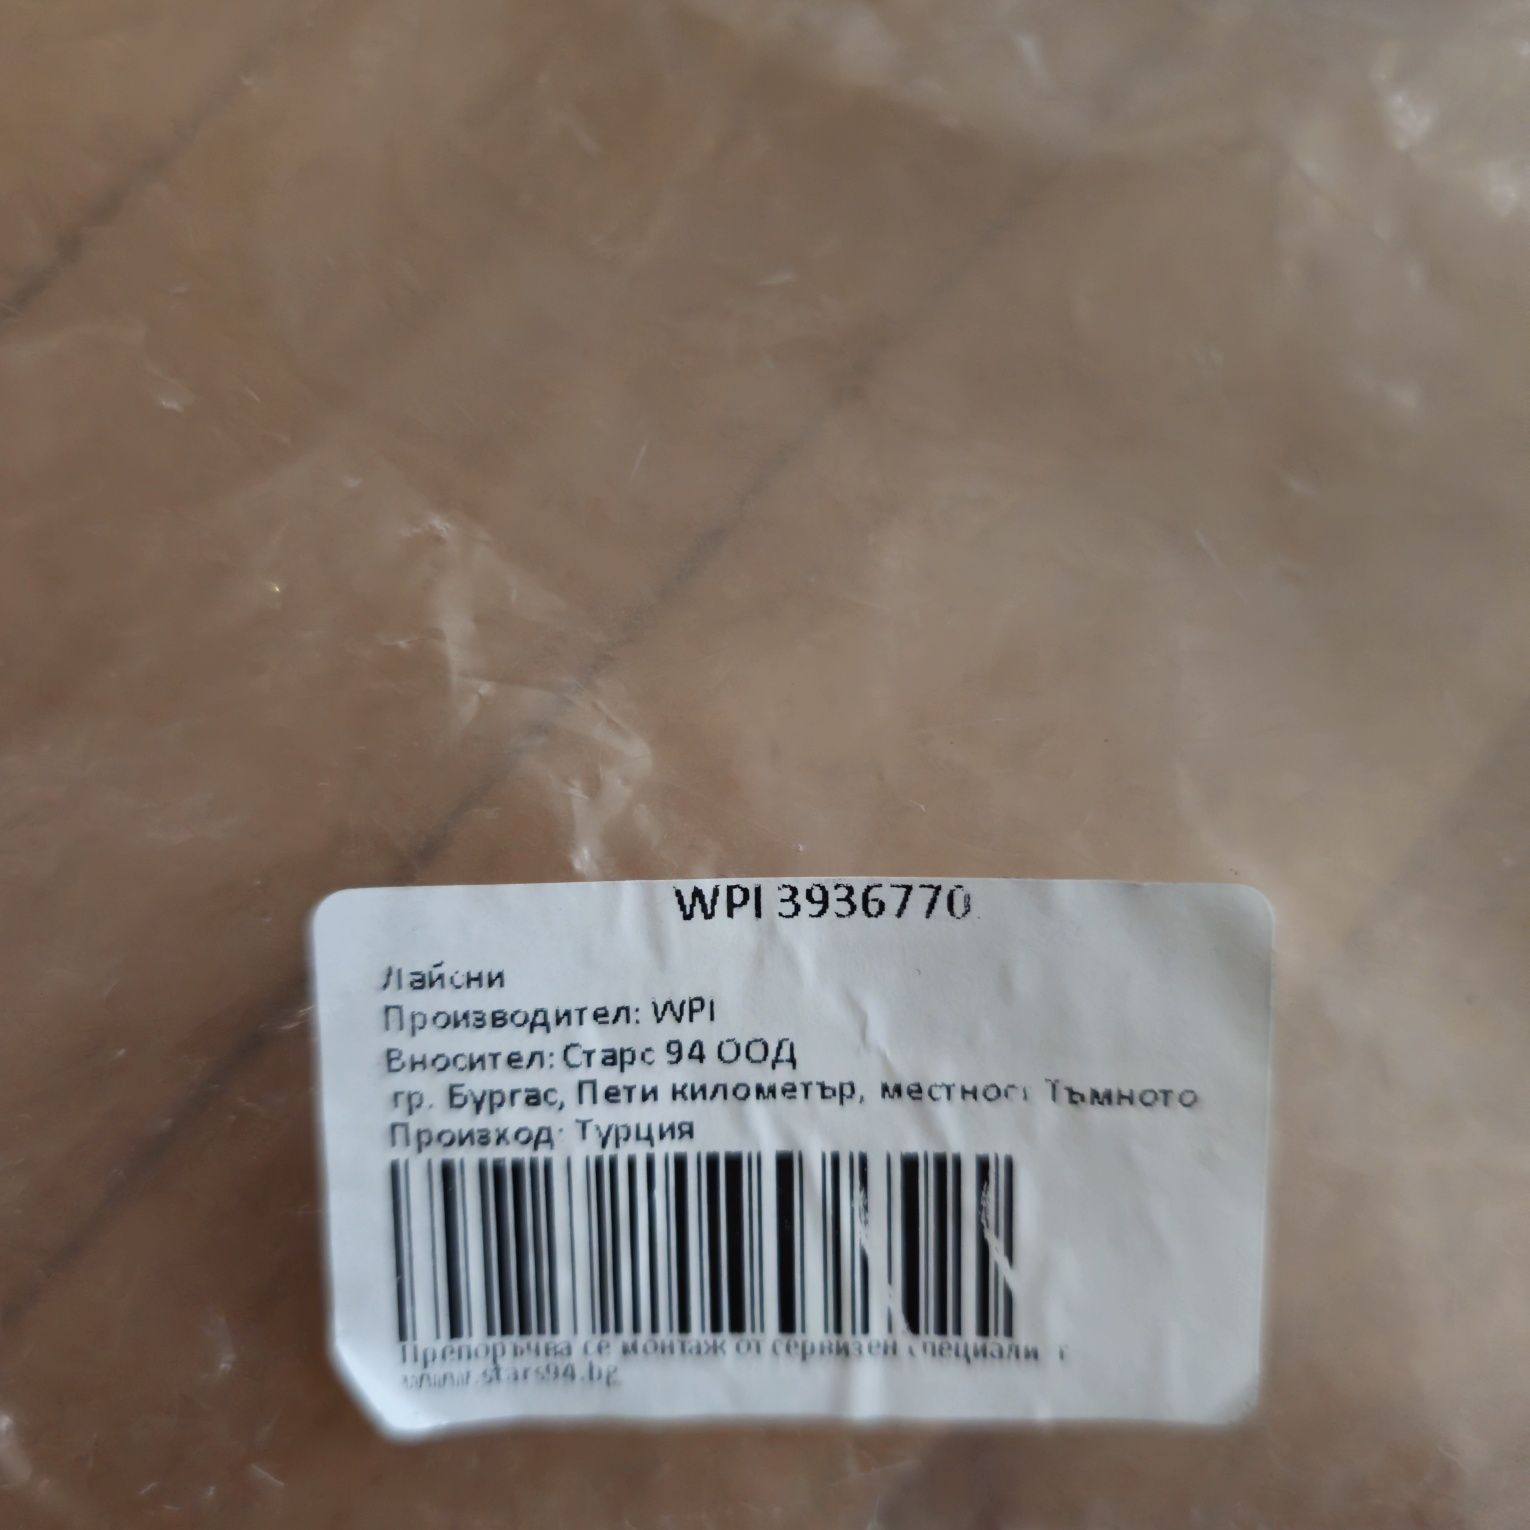 WPI 3936770
Лайсни
Производител: WPI
Вносител: Старс 94 ООД
гр. Бургас, Пети километър, местност Тъмното
Произход: Турция
Препоръчва се монтаж от сервизен специалист
www.stars94.bg